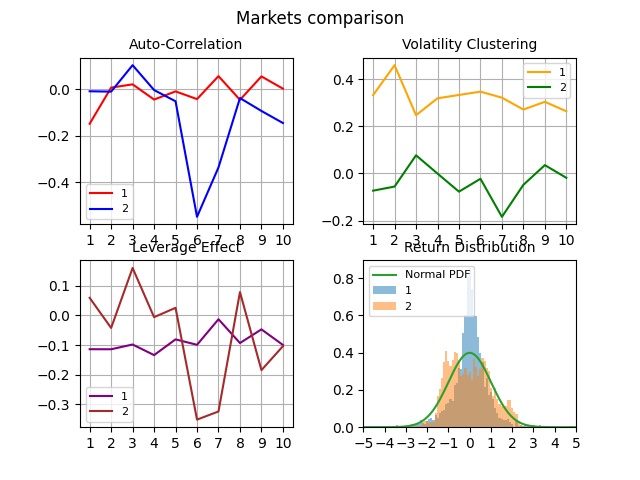 Markets comparison
Auto-Correlation
0.0
−0.2
−0.4
1
2
1 2 3 4 5 6 7 8 9 10
Volatility Clustering
0.4
0.2
0.0
−0.2
1
2
1 2 3 4 5 6 7 8 9 10
Leverage Effect
0.1
0.0
−0.1
−0.2
−0.3
1
2
1 2 3 4 5 6 7 8 9 10
Return Distribution
0.8
0.6
0.4
0.2
0.0
Normal PDF
1
2
−5 −4 −3 −2 −1 0 1 2 3 4 5